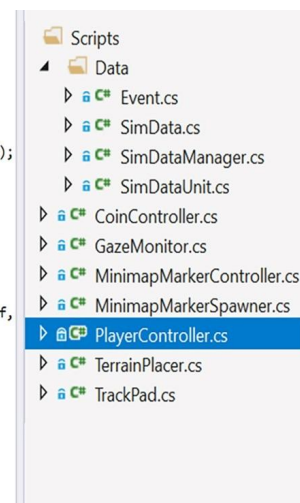 Scripts
Data
C# Event.cs
);
C# SimData.cs
C# SimDataManager.cs
C# SimDataUnit.cs
C# CoinController.cs
C# GazeMonitor.cs
C# MinimapMarkerController.cs
f,
C# MinimapMarkerSpawner.cs
C# PlayerController.cs
C# TerrainPlacer.cs
C# TrackPad.cs